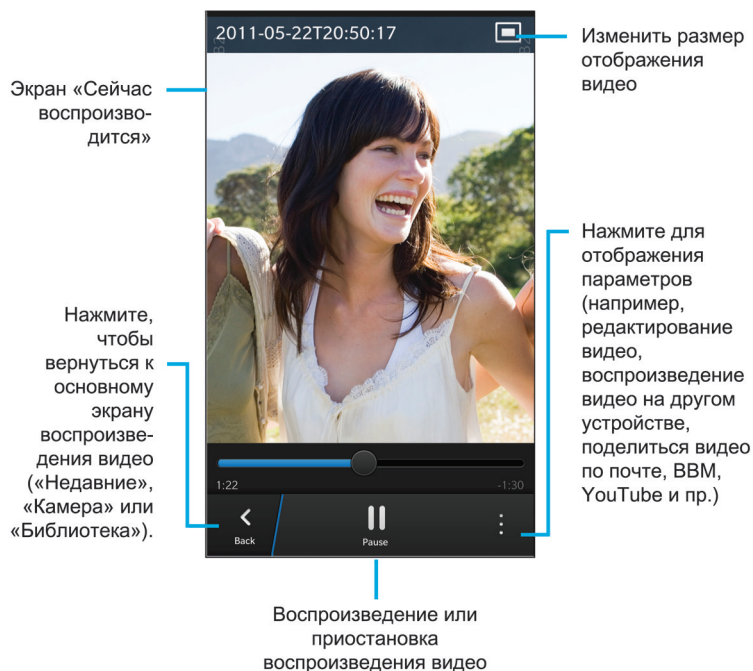 2011-05-22T20:50:17
Изменить размер
отображения
видео
Экран «Сейчас
воспроизво-
дится»
Нажмите для
отображения
параметров
(например,
редактирование
видео,
воспроизведение
видео на другом
устройстве,
поделиться видео
по почте, BBM,
YouTube и пр.)
Нажмите,
чтобы
вернуться к
основному
экрану
воспроизве-
дения видео
(«Недавние»,
«Камера» или
«Библиотека»).
1:22
-1:30
Back
Pause
Воспроизведение или
приостановка
воспроизведения видео